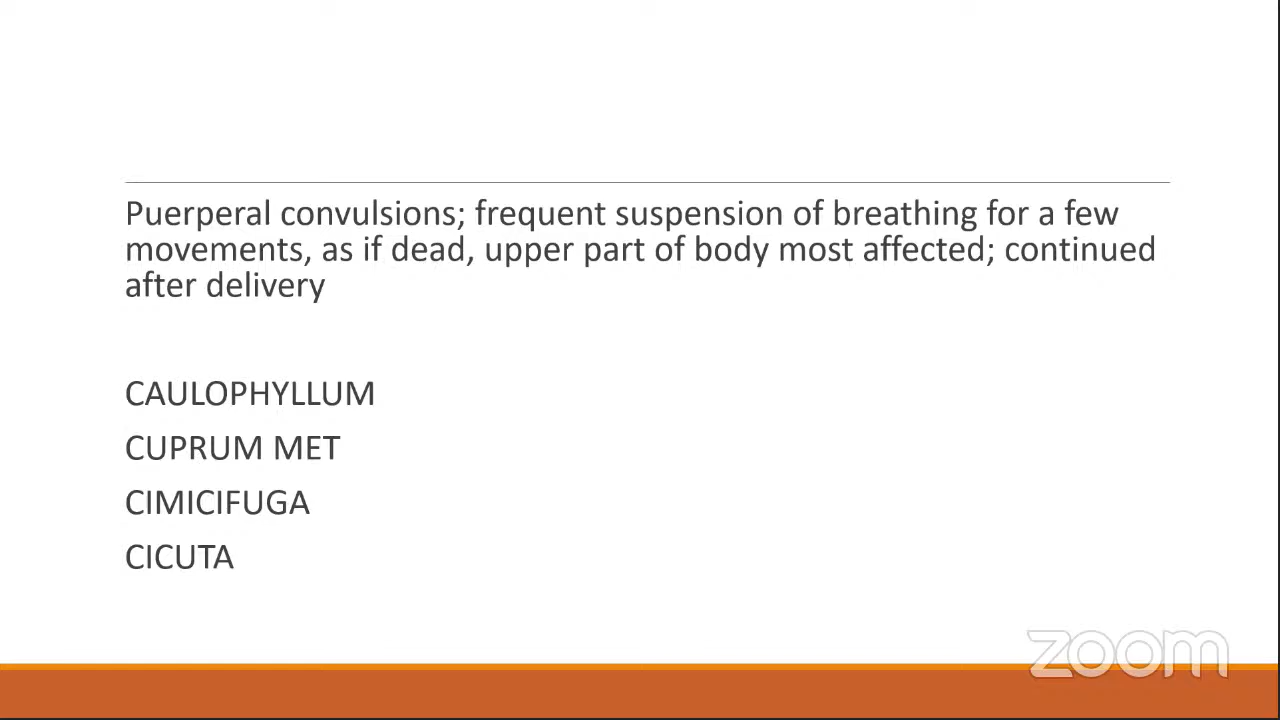 Puerperal convulsions; frequent suspension of breathing for a few
movements, as if dead, upper part of body most affected; continued
after delivery
CAULOPHYLLUM
CUPRUM MET
CIMICIFUGA
CICUTA
zoom